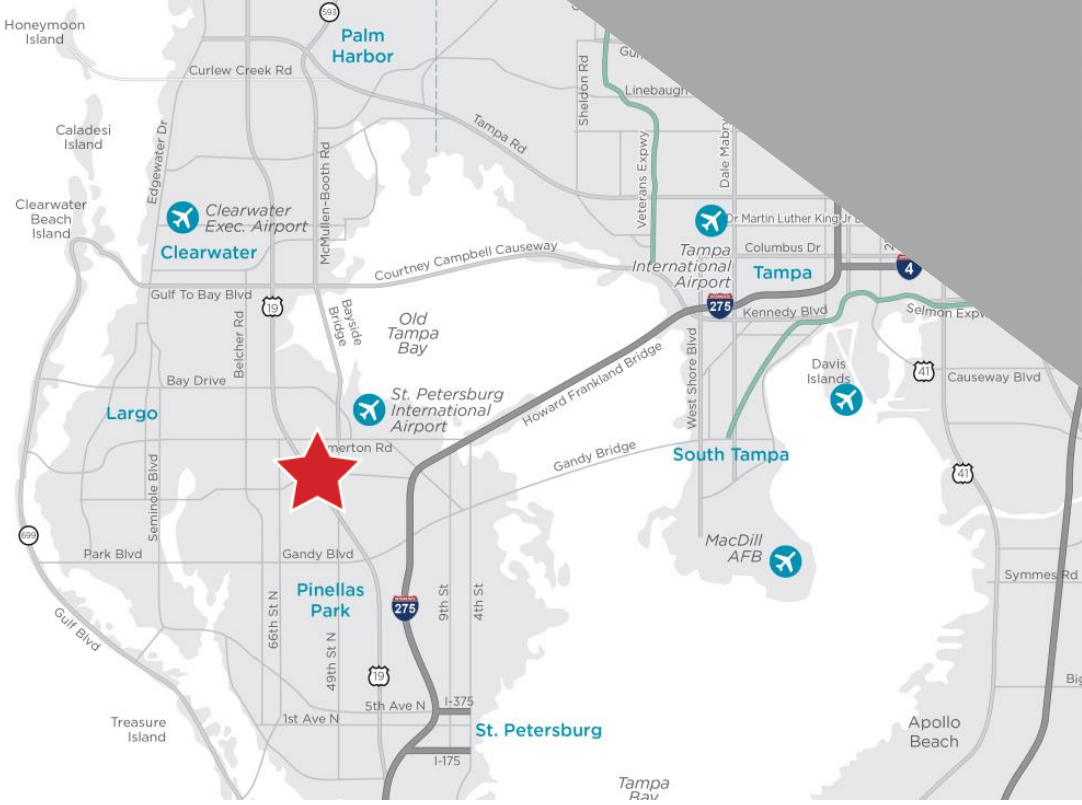 593
Honeymoon
Island
Palm
Harbor
Curlew Creek Rd
Sheldon Rd
Linebaugh
Caladesi
Island
Edgewater Dr
McMullen-Booth Rd
Tampa Rd
Veterans Expwy
Dale Mabry
Clearwater
Beach
Island
Clearwater
Exec. Airport
Clearwater
Dr Martin Luther King Jr
Tampa
International
Airport
Columbus Dr
Tampa
4
Courtney Campbell Causeway
Gulf To Bay Blvd
19
Bayside
Bridge
Old
Tampa
Bay
INTERSTATE
275
Kennedy Blvd
Selmon
Belcher Rd
Howard Frankland Bridge
West Shore Blvd
Davis
Islands
41
Causeway Blvd
Bay Drive
Largo
St. Petersburg
International
Airport
merton Rd
Gandy Bridge
South Tampa
41
Seminole Blvd
699
Park Blvd
Gandy Blvd
MacDill
AFB
Symmes Rd
Pinellas
Park
INTERSTATE
275
9th St
4th St
66th St N
49th St N
Gulf Blvd
19
5th Ave N
I-375
1st Ave N
Treasure
Island
St. Petersburg
I-175
Apollo
Beach
Tampa
Bay